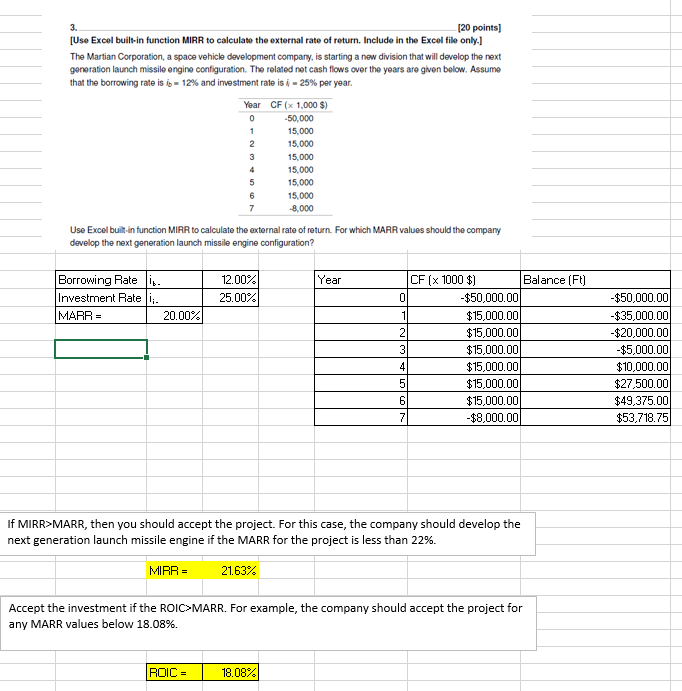 3. [20 points]
[Use Excel built-in function MIRR to calculate the external rate of return. Include in the Excel file only.]
The Martian Corporation, a space vehicle development company, is starting a new division that will develop the next
generation launch missile engine configuration. The related net cash flows over the years are given below. Assume
that the borrowing rate is ib = 12% and investment rate is ii = 25% per year.
Year CF (× 1,000 $)
0 -50,000
1 15,000
2 15,000
3 15,000
4 15,000
5 15,000
6 15,000
7 -8,000
Use Excel built-in function MIRR to calculate the external rate of return. For which MARR values should the company
develop the next generation launch missile engine configuration?
Borrowing Rate ib. 12.00% Year CF (x 1000 $) Balance (Ft)
Investment Rate ii. 25.00% 0 -$50,000.00 -$50,000.00
MARR = 20.00% 1 $15,000.00 -$35,000.00
2 $15,000.00 -$20,000.00
3 $15,000.00 -$5,000.00
4 $15,000.00 $10,000.00
5 $15,000.00 $27,500.00
6 $15,000.00 $49,375.00
7 -$8,000.00 $53,718.75
If MIRR>MARR, then you should accept the project. For this case, the company should develop the
next generation launch missile engine if the MARR for the project is less than 22%.
MIRR = 21.63%
Accept the investment if the ROIC>MARR. For example, the company should accept the project for
any MARR values below 18.08%.
ROIC = 18.08%